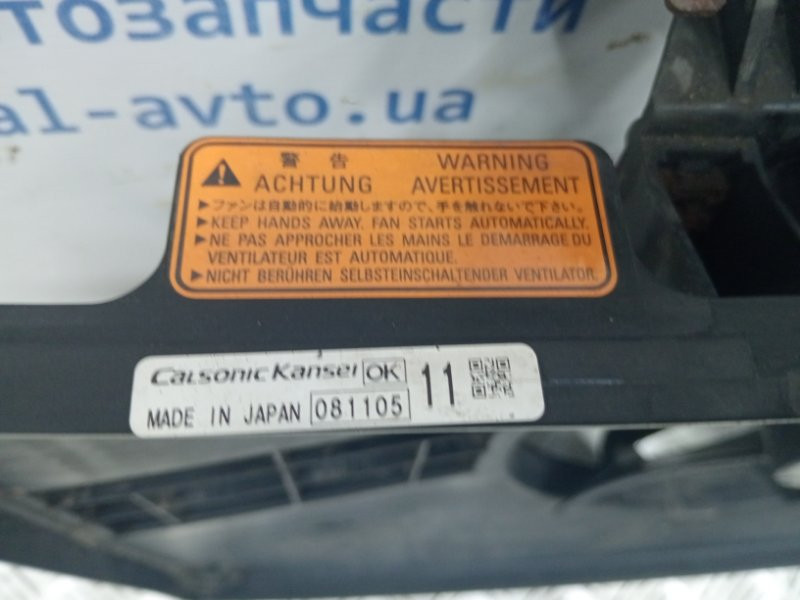 тозапчасти
al-avto.ua
警告 WARNING
ACHTUNG AVERTISSEMENT
▶ファンは自動的に始動しますので、手を触れないで下さい。
▶KEEP HANDS AWAY. FAN STARTS AUTOMATICALLY.
▶NE PAS APPROCHER LES MAINS LE DEMARRAGE DU
VENTILATEUR EST AUTOMATIQUE.
▶NICHT BERÜHREN SELBSTEINSCHALTENDER VENTILATOR.
Calsonic Kansei OK 11
MADE IN JAPAN 081105